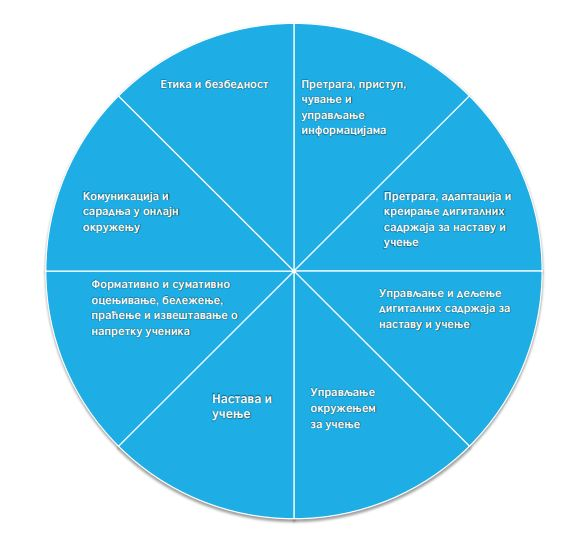 Етика и безбедност
Претрага, приступ,
чување и
управљање
информацијама
Претрага, адаптација и
креирање дигиталних
садржаја за наставу и
учење
Управљање и дељење
дигиталних садржаја за
наставу и учење
Управљање
окружењем
за учење
Настава и
учење
Формативно и сумативно
оцењивање, бележење,
праћење и извештавање о
напретку ученика
Комуникација и
сарадња у онлајн
окружењу